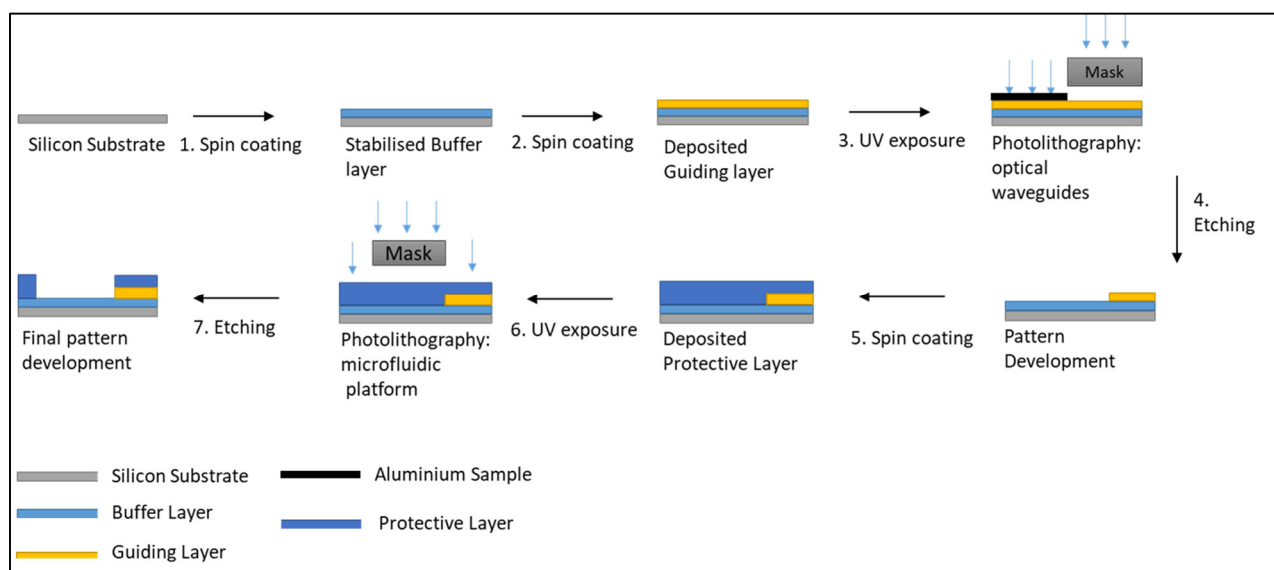 Mask
Mask
Silicon Substrate
1. Spin coating
Stabilised Buffer
layer
2. Spin coating
Deposited
Guiding layer
3. UV exposure
Photolithography:
optical
waveguides
4.
Etching
Final pattern
development
7. Etching
Photolithography:
microfluidic
platform
6. UV exposure
Deposited
Protective Layer
5. Spin coating
Pattern
Development
Silicon Substrate
Buffer Layer
Guiding Layer
Aluminium Sample
Protective Layer